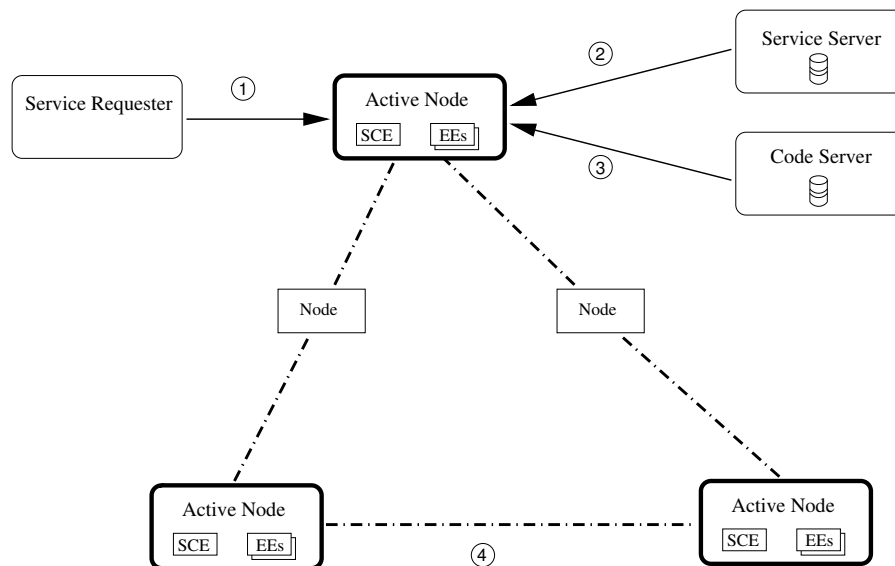 Service Server
2
1
Active Node
Service Requester
SCE
EEs
Code Server
3
Node
Node
Active Node
Active Node
SCE
EEs
SCE
EEs
4